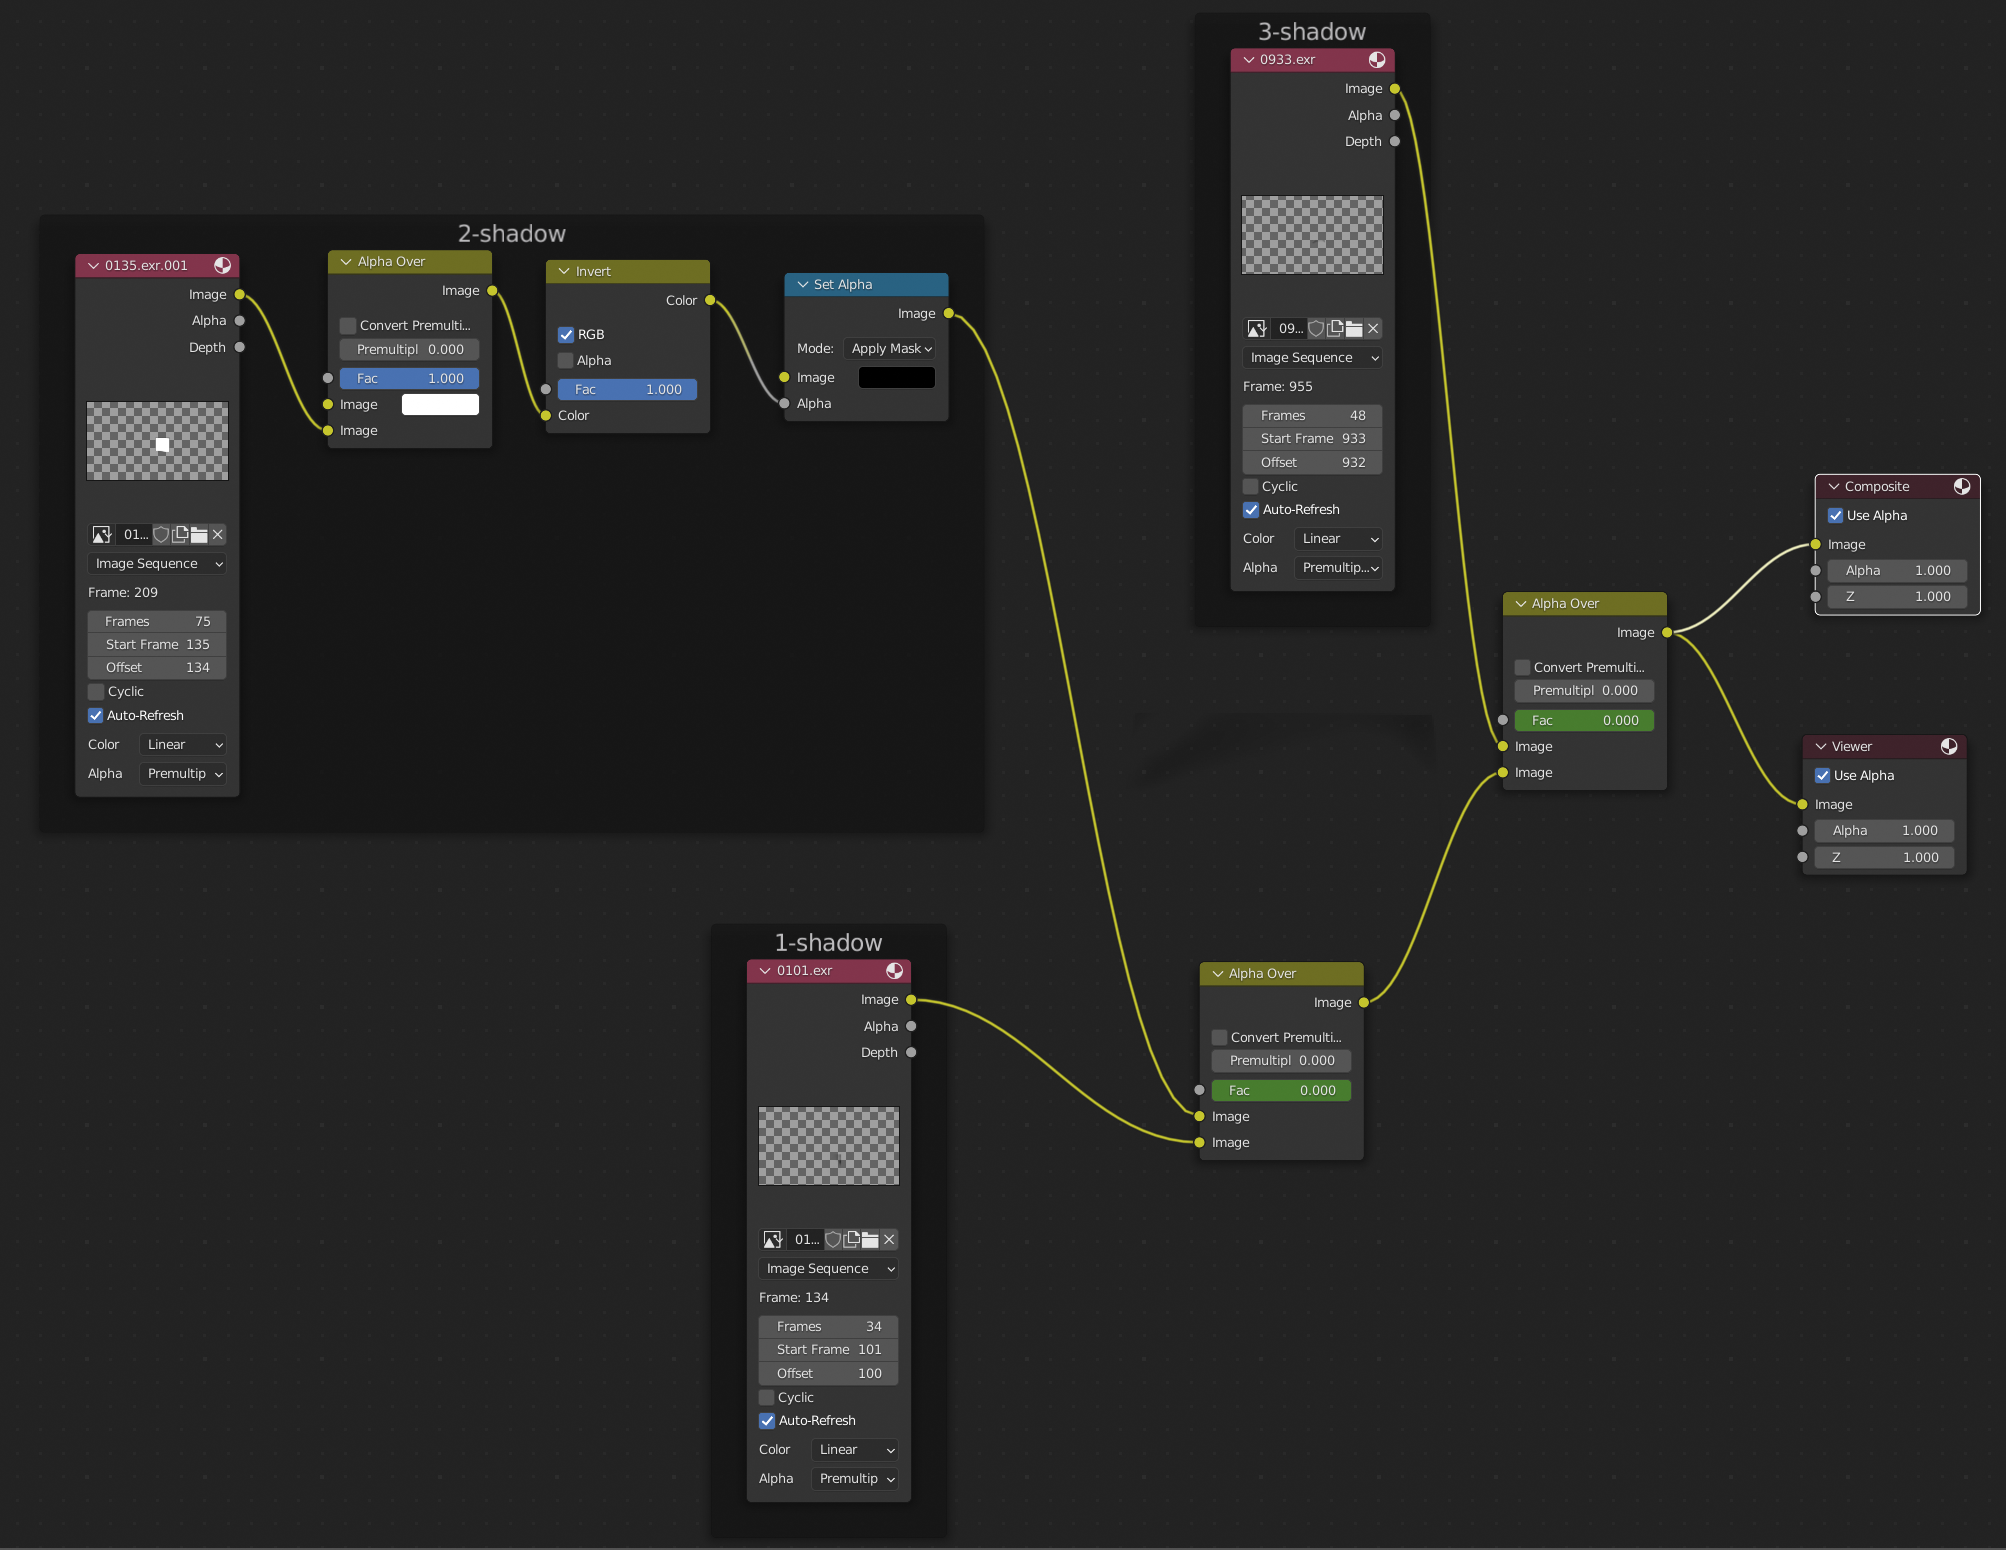 2-shadow
0135.exr.001
Image
Alpha
Depth
01...
Image Sequence
Frame: 209
Frames 75
Start Frame 135
Offset 134
Cyclic
Auto-Refresh
Color Linear
Alpha Premultip
Alpha Over
Image
Convert Premulti...
Premultipl 0.000
Fac 1.000
Image
Image
Invert
Color
RGB
Alpha
Fac 1.000
Color
Set Alpha
Image
Mode: Apply Mask
Image
Alpha
3-shadow
0933.exr
Image
Alpha
Depth
09...
Image Sequence
Frame: 955
Frames 48
Start Frame 933
Offset 932
Cyclic
Auto-Refresh
Color Linear
Alpha Premultip...
1-shadow
0101.exr
Image
Alpha
Depth
01...
Image Sequence
Frame: 134
Frames 34
Start Frame 101
Offset 100
Cyclic
Auto-Refresh
Color Linear
Alpha Premultip
Alpha Over
Image
Convert Premulti...
Premultipl 0.000
Fac 0.000
Image
Image
Alpha Over
Image
Convert Premulti...
Premultipl 0.000
Fac 0.000
Image
Image
Composite
Use Alpha
Image
Alpha 1.000
Z 1.000
Viewer
Use Alpha
Image
Alpha 1.000
Z 1.000